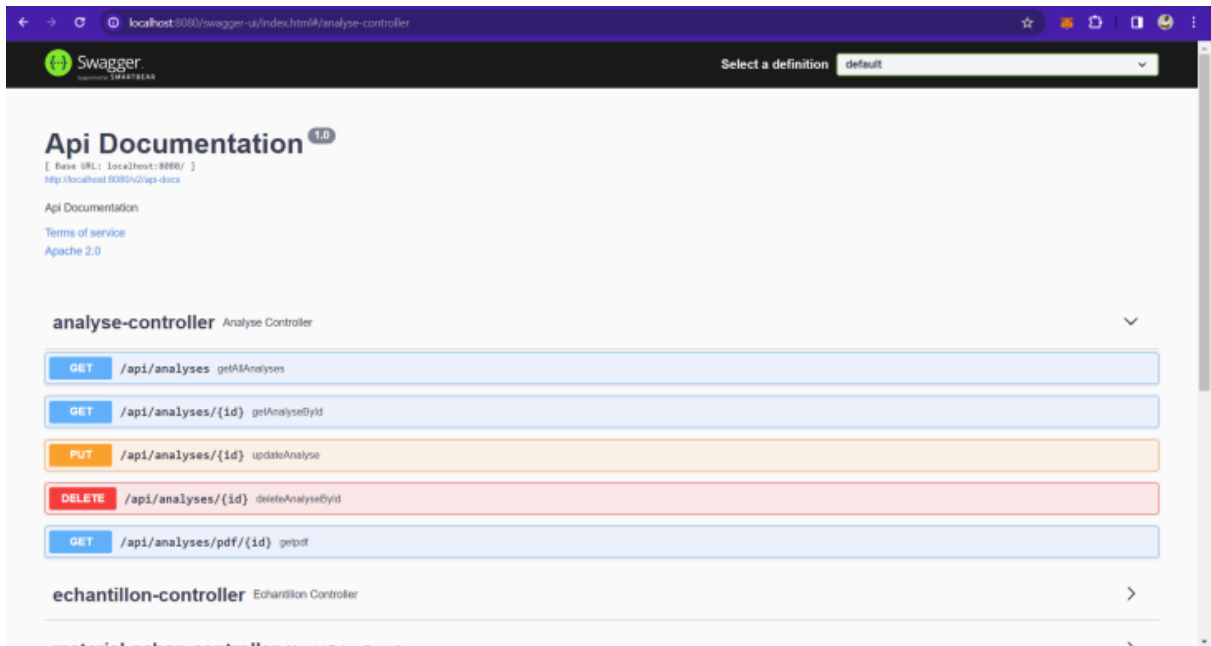 localhost:8080/swagger-ui/index.html#/analyse-controller
Swagger.
Supported by SMARTBEAR
Select a definition
default
Api Documentation 1.0
[ Base URL: localhost:8080/ ]
http://localhost:8080/v2/api-docs
Api Documentation
Terms of service
Apache 2.0
analyse-controller Analyse Controller
GET /api/analyses getAllAnalyses
GET /api/analyses/{id} getAnalyseById
PUT /api/analyses/{id} updateAnalyse
DELETE /api/analyses/{id} deleteAnalyseById
GET /api/analyses/pdf/{id} getpdf
echantillon-controller Echantillon Controller